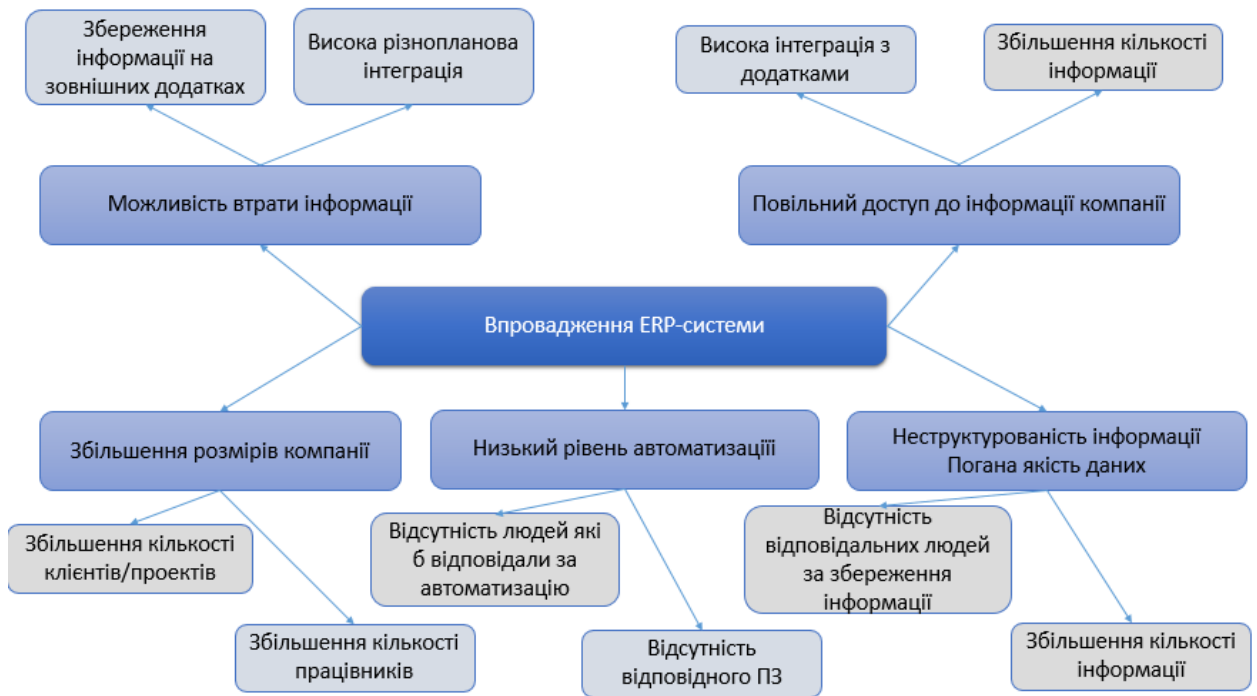 Збереження
інформації на
зовнішних додатках
Висока різнопланова
інтеграція
Висока інтеграція з
додатками
Збільшення кількості
інформації
Можливість втрати інформації
Повільний доступ до інформації компанії
Впровадження ERP-системи
Збільшення розмірів компанії
Низький рівень автоматизаціїі
Неструктурованість інформації
Погана якість даних
Збільшення кількості
клієнтів/проектів
Відсутність людей які
б відповідали за
автоматизацію
Відсутність
відповідальних людей
за збереження
інформації
Збільшення кількості
працівників
Відсутність
відповідного ПЗ
Збільшення кількості
інформації